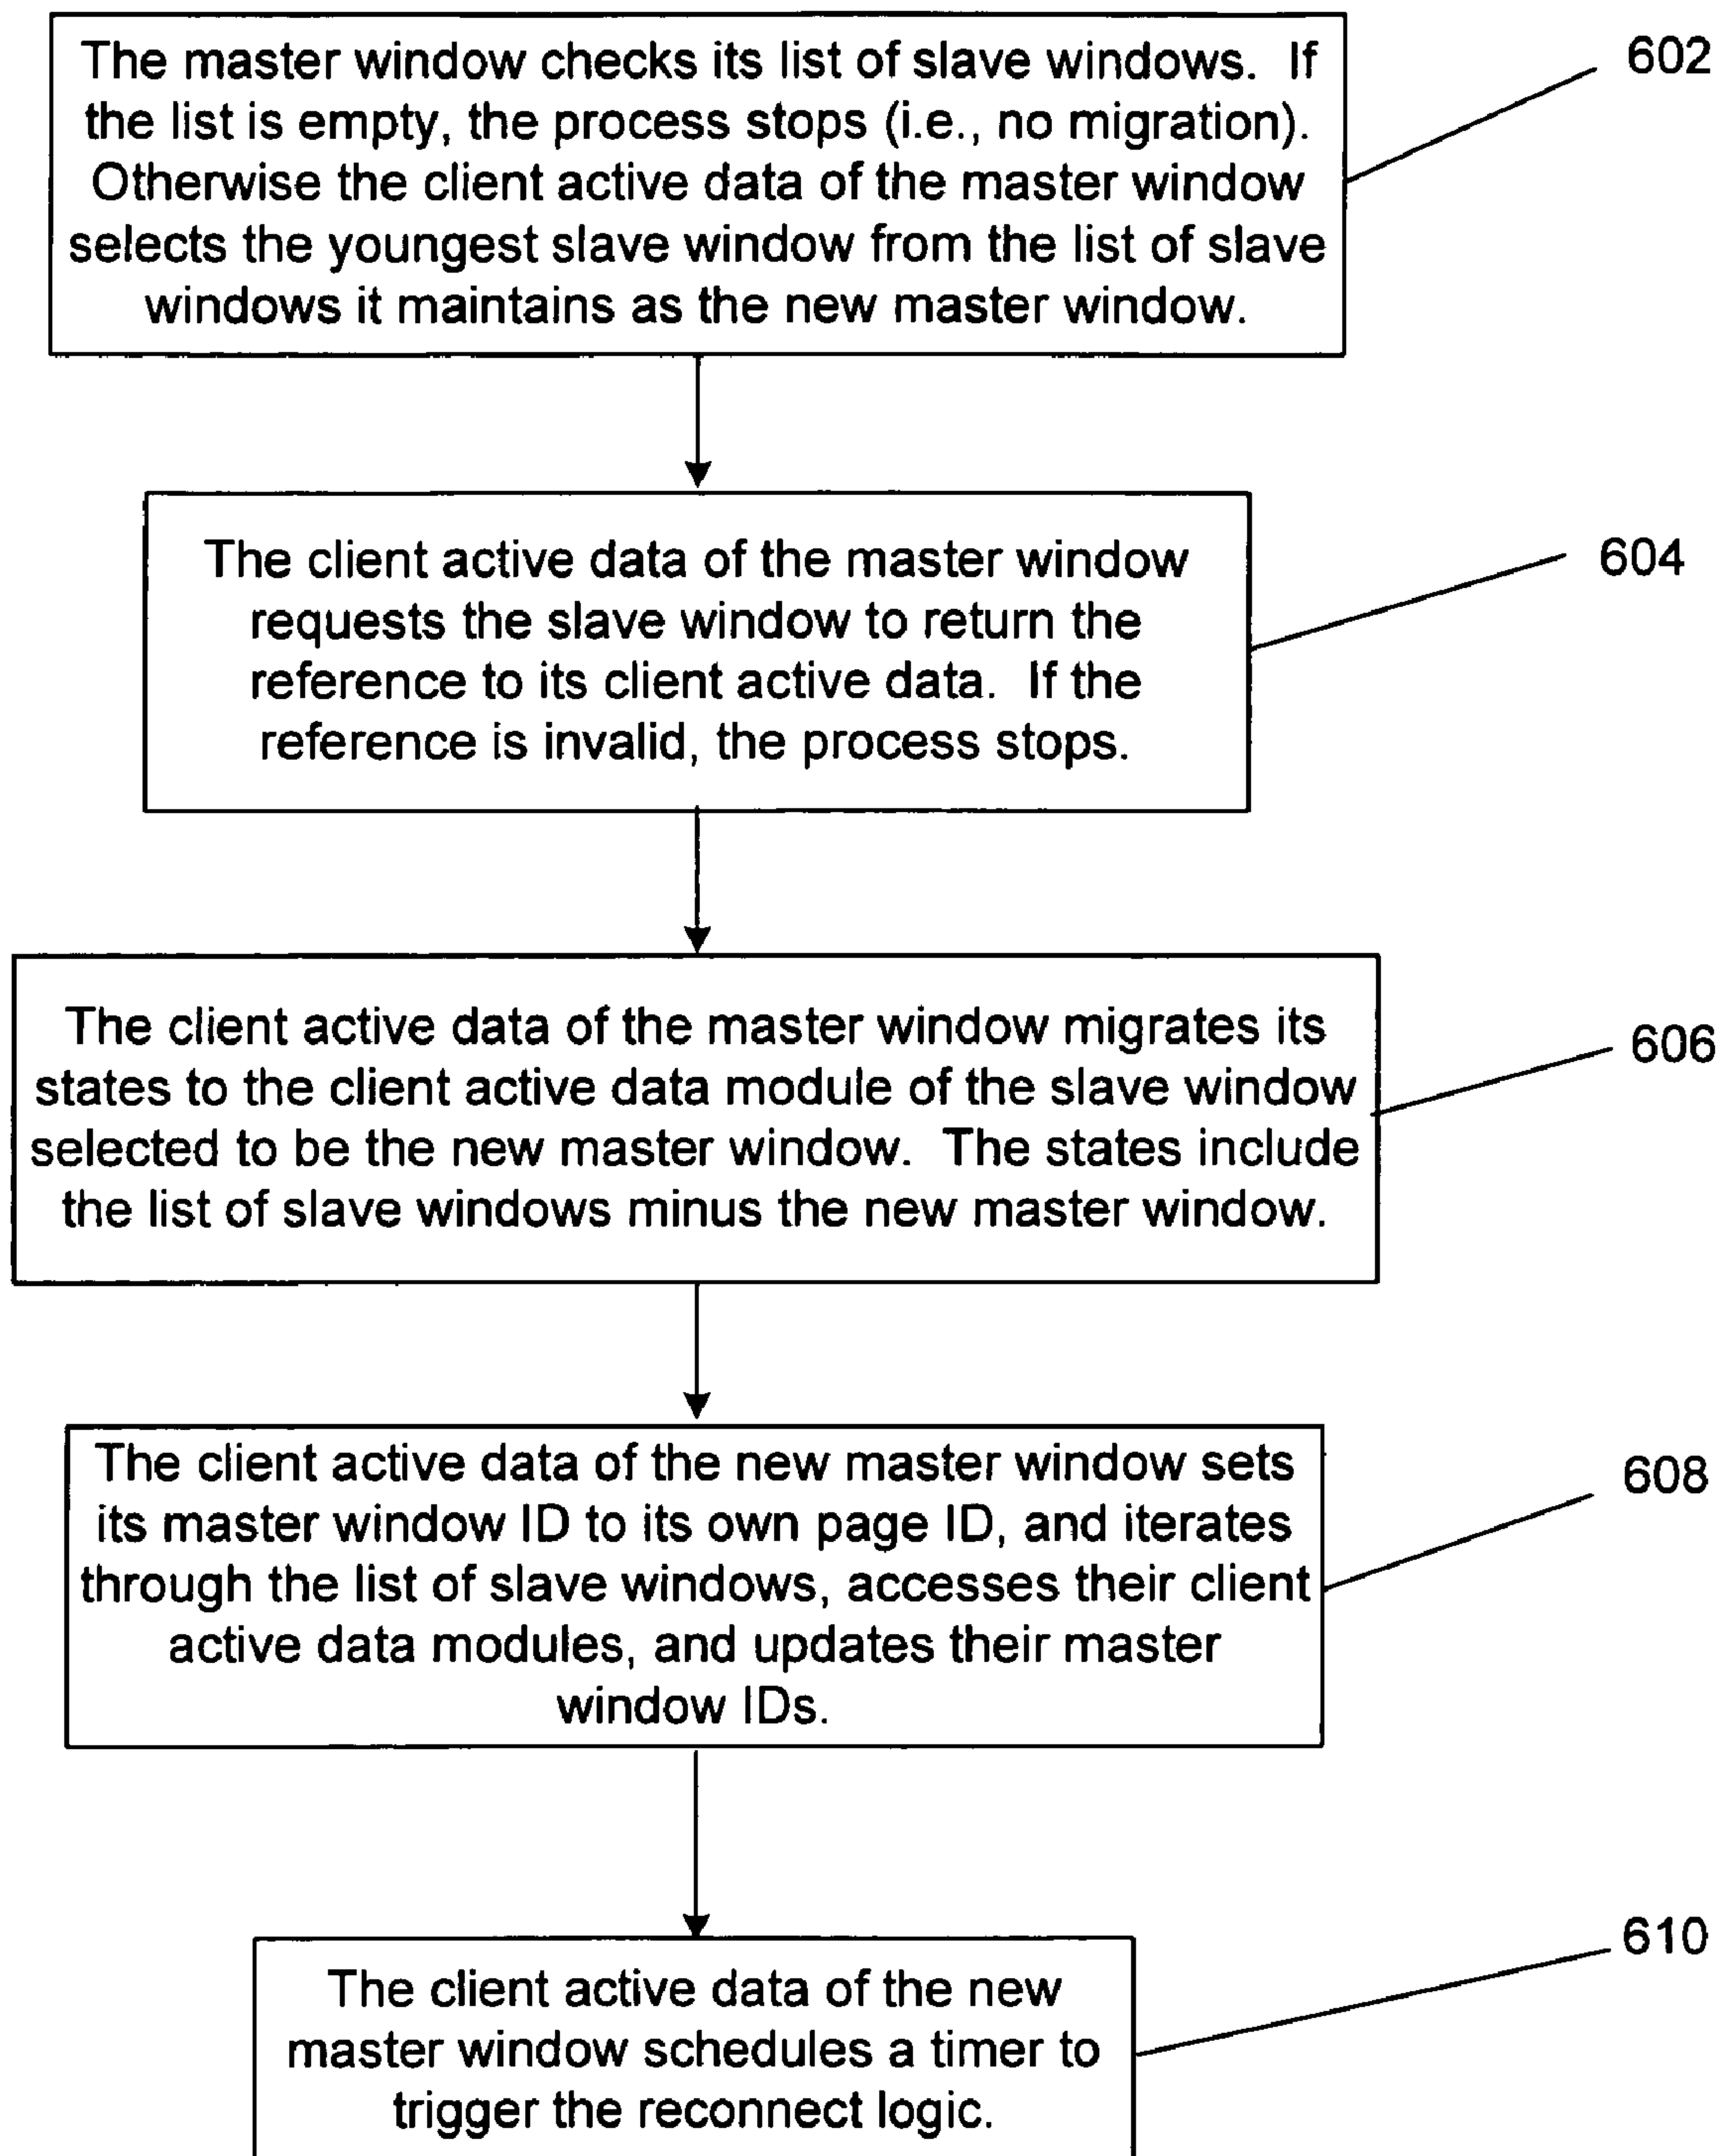 The master window checks its list of slave windows.  If
the list is empty, the process stops (i.e., no migration).
Otherwise the client active data of the master window
selects the youngest slave window from the list of slave
windows it maintains as the new master window.
602
The client active data of the master window
requests the slave window to return the
reference to its client active data.  If the
reference is invalid, the process stops.
604
The client active data of the master window migrates its
states to the client active data module of the slave window
selected to be the new master window.  The states include
the list of slave windows minus the new master window.
606
The client active data of the new master window sets
its master window ID to its own page ID, and iterates
through the list of slave windows, accesses their client
active data modules, and updates their master
window IDs.
608
The client active data of the new
master window schedules a timer to
trigger the reconnect logic.
610